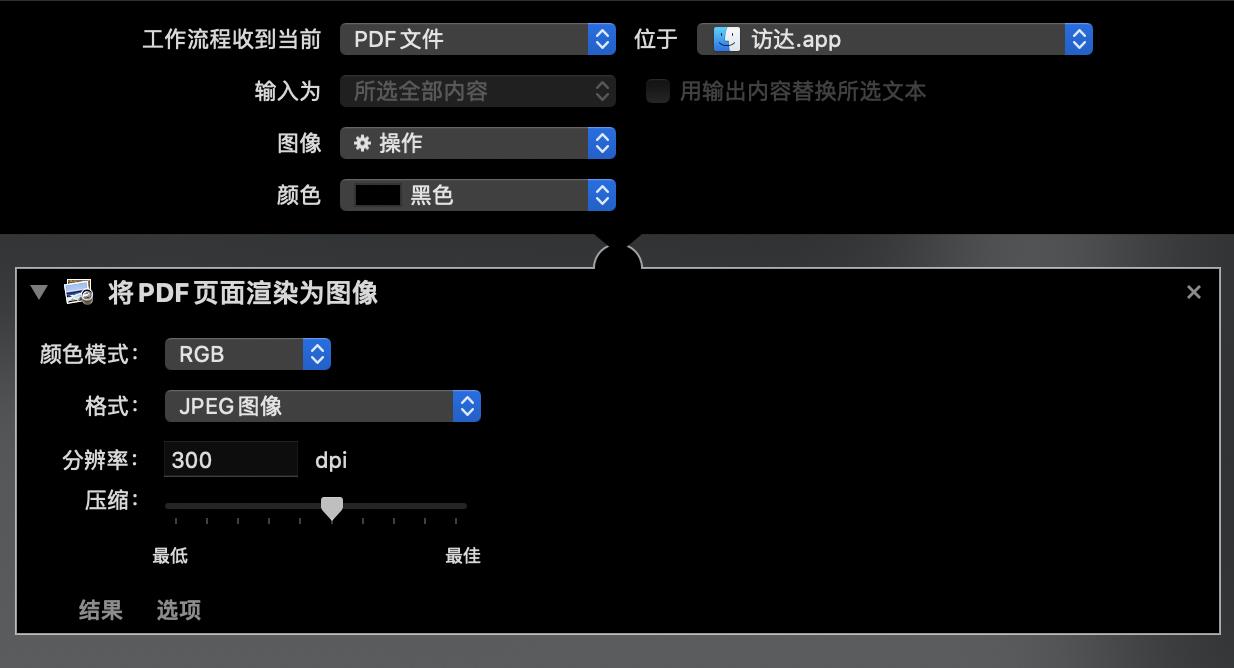 工作流程收到当前 PDF文件 位于 访达.app
输入为 所选全部内容 用输出内容替换所选文本
图像 操作
颜色 黑色
将PDF页面渲染为图像
颜色模式： RGB
格式： JPEG图像
分辨率： 300 dpi
压缩：
最低 最佳
结果 选项